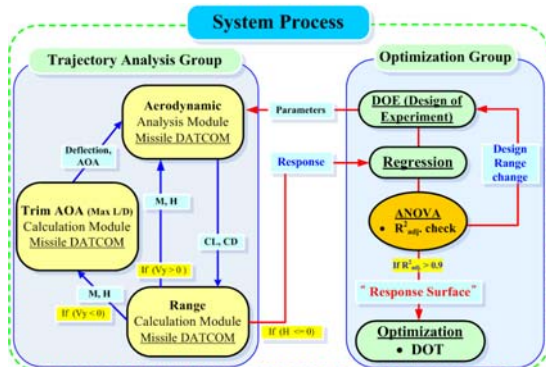 System Process
Trajectory Analysis Group
Optimization Group
Aerodynamic
Analysis Module
Missile DATCOM
Parameters
DOE (Design of
Experiment)
Deflection,
AOA
Response
Regression
Design
Range
change
M, H
Trim AOA (Max L/D)
Calculation Module
Missile DATCOM
CL, CD
ANOVA
• R²adj. check
If (Vy > 0 )
If R²adj. > 0.9
M, H
"Response Surface"
If (Vy < 0)
Range
Calculation Module
Missile DATCOM
If (H <= 0)
Optimization
• DOT